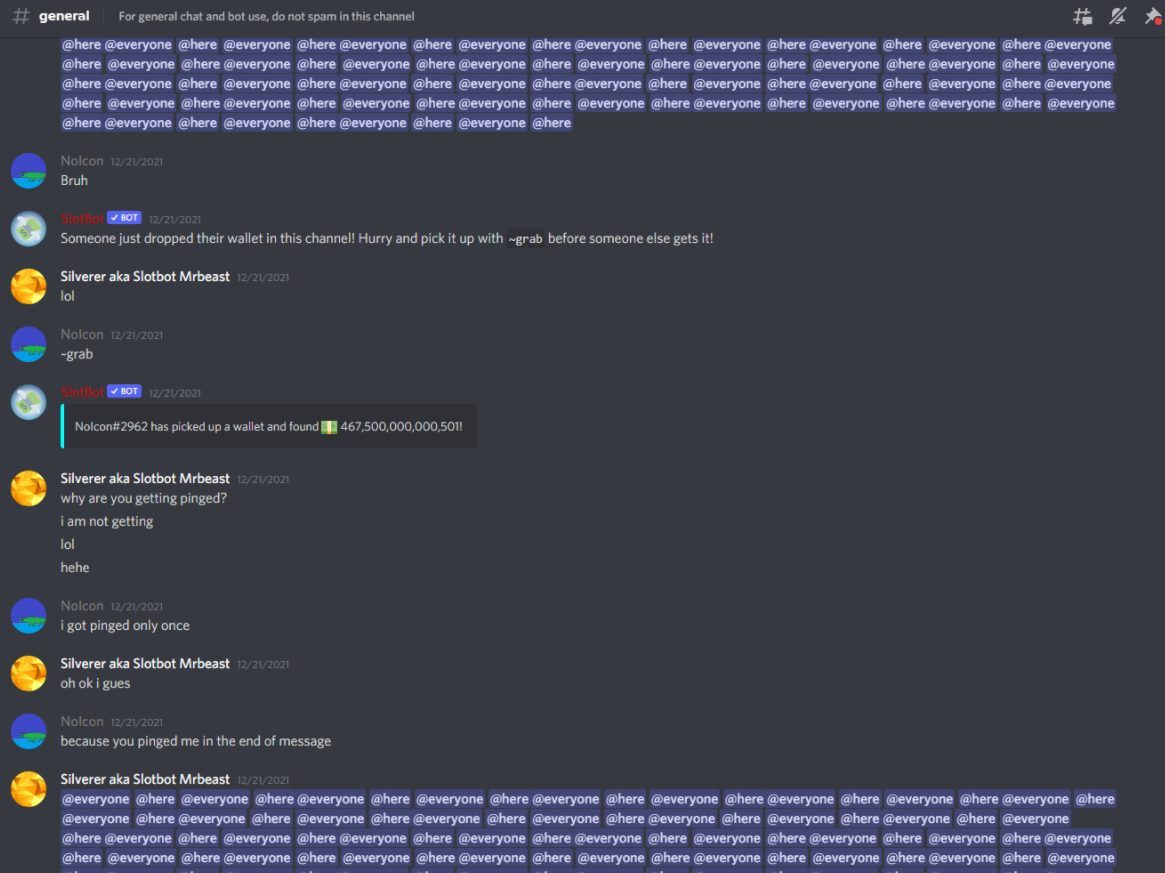 general
For general chat and bot use, do not spam in this channel
@here @everyone @here @everyone @here @everyone @here @everyone @here @everyone @here @everyone @here @everyone @here @everyone @here @everyone
@here @everyone @here @everyone @here @everyone @here @everyone @here @everyone @here @everyone @here @everyone @here @everyone @here @everyone
@here @everyone @here @everyone @here @everyone @here @everyone @here @everyone @here @everyone @here @everyone @here @everyone @here @everyone
@here @everyone @here @everyone @here @everyone @here @everyone @here @everyone @here @everyone @here @everyone @here @everyone @here @everyone
@here @everyone @here @everyone @here @everyone @here @everyone @here
NoIcon 12/21/2021
Bruh
SlotBot BOT 12/21/2021
Someone just dropped their wallet in this channel! Hurry and pick it up with ~grab before someone else gets it!
Silverer aka Slotbot Mrbeast 12/21/2021
lol
NoIcon 12/21/2021
~grab
SlotBot BOT 12/21/2021
NoIcon#2962 has picked up a wallet and found 467,500,000,000,501!
Silverer aka Slotbot Mrbeast 12/21/2021
why are you getting pinged?
i am not getting
lol
hehe
NoIcon 12/21/2021
i got pinged only once
Silverer aka Slotbot Mrbeast 12/21/2021
oh ok i gues
NoIcon 12/21/2021
because you pinged me in the end of message
Silverer aka Slotbot Mrbeast 12/21/2021
@everyone @here @everyone @here @everyone @here @everyone @here @everyone @here @everyone @here @everyone @here @everyone @here @everyone @here
@everyone @here @everyone @here @everyone @here @everyone @here @everyone @here @everyone @here @everyone @here @everyone @here @everyone
@here @everyone @here @everyone @here @everyone @here @everyone @here @everyone @here @everyone @here @everyone @here @everyone @here @everyone
@here @everyone @here @everyone @here @everyone @here @everyone @here @everyone @here @everyone @here @everyone @here @everyone @here @everyone